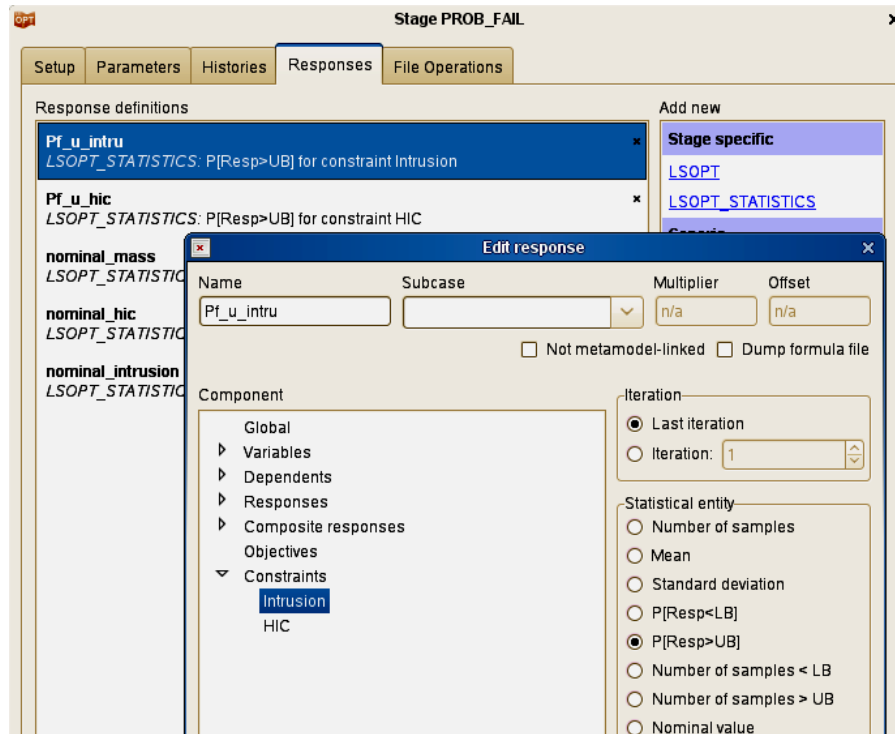 OPT
Stage PROB_FAIL
Setup Parameters Histories Responses File Operations
Response definitions Add new
Pf_u_intru
LSOPT_STATISTICS: P[Resp>UB] for constraint Intrusion
Stage specific
LSOPT
Pf_u_hic
LSOPT_STATISTICS: P[Resp>UB] for constraint HIC
LSOPT_STATISTICS
nominal_mass
LSOPT_STATISTIC
nominal_hic
LSOPT_STATISTIC
nominal_intrusion
LSOPT_STATISTIC
Edit response
Name Subcase Multiplier Offset
Pf_u_intru n/a n/a
Not metamodel-linked Dump formula file
Component
Global
Variables
Dependents
Responses
Composite responses
Objectives
Constraints
Intrusion
HIC
Iteration
Last iteration
Iteration: 1
Statistical entity
Number of samples
Mean
Standard deviation
P[Resp<LB]
P[Resp>UB]
Number of samples < LB
Number of samples > UB
Nominal value